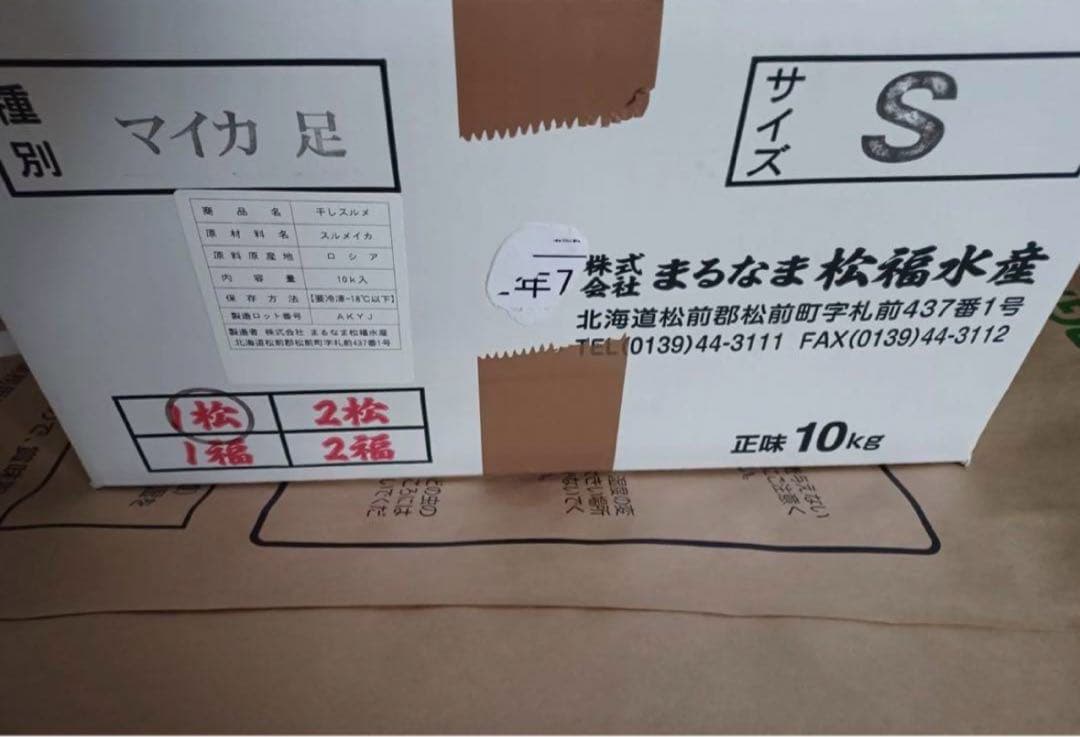 種別
マイカ 足
サイズ
S
商品名 干しスルメ
原材料名 スルメイカ
原料原産地 ロシア
内容量 10k入
保存方法 【要冷凍-18℃以下】
製造ロット番号 AKYJ
製造者 株式会社 まるなま松福水産
北海道松前郡松前町字札前437番1号
年7
株式会社 まるなま松福水産
北海道松前郡松前町字札前437番1号
TEL(0139)44-3111 FAX(0139)44-3112
1松 2松
1福 2福
正味 10kg